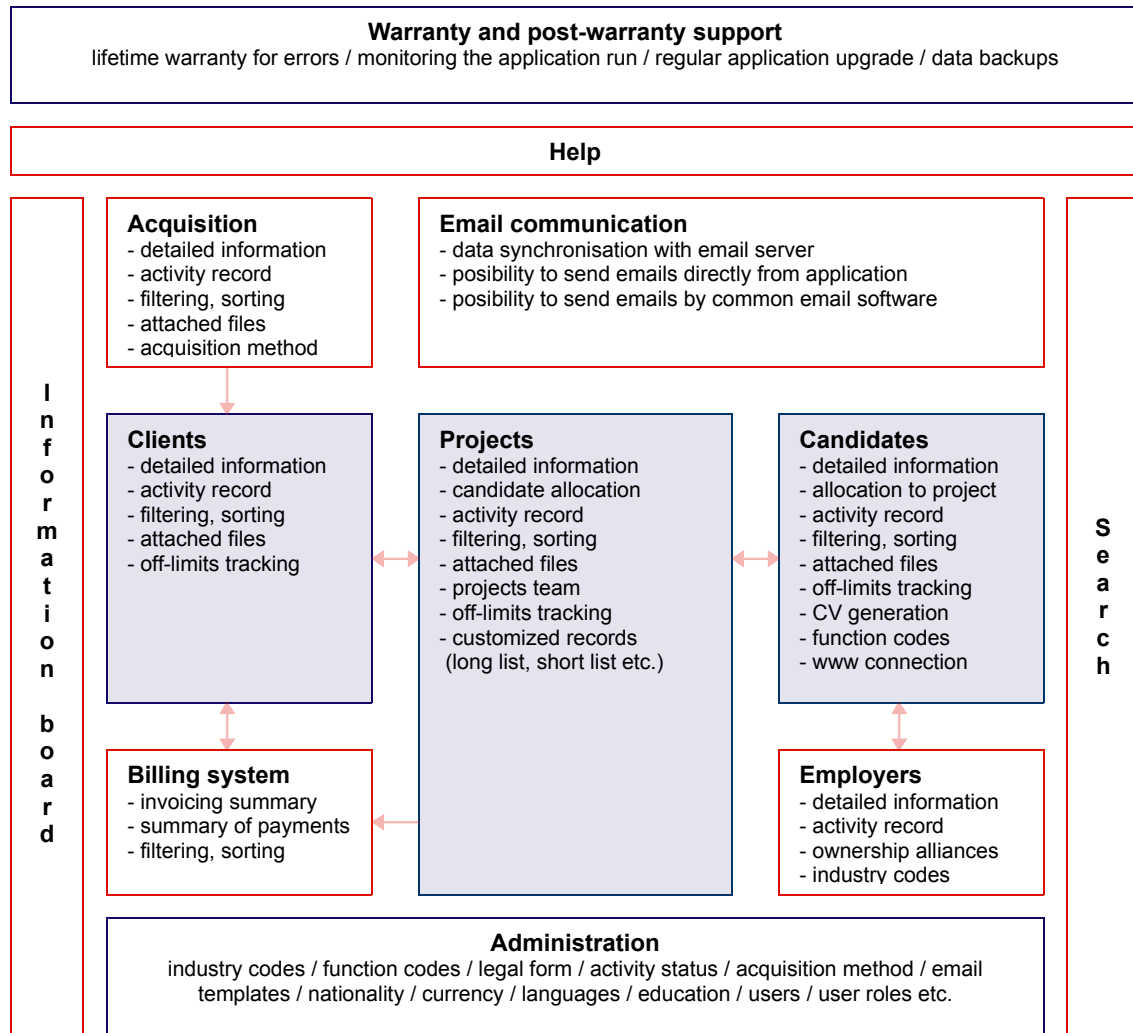 Warranty and post-warranty support
lifetime warranty for errors / monitoring the application run / regular application upgrade / data backups
Help
Information board
Acquisition
- detailed information
- activity record
- filtering, sorting
- attached files
- acquisition method
Email communication
- data synchronisation with email server
- posibility to send emails directly from application
- posibility to send emails by common email software
Clients
- detailed information
- activity record
- filtering, sorting
- attached files
- off-limits tracking
Projects
- detailed information
- candidate allocation
- activity record
- filtering, sorting
- attached files
- projects team
- off-limits tracking
- customized records
(long list, short list etc.)
Candidates
- detailed information
- allocation to project
- activity record
- filtering, sorting
- attached files
- off-limits tracking
- CV generation
- function codes
- www connection
Search
Billing system
- invoicing summary
- summary of payments
- filtering, sorting
Employers
- detailed information
- activity record
- ownership alliances
- industry codes
Administration
industry codes / function codes / legal form / activity status / acquisition method / email
templates / nationality / currency / languages / education / users / user roles etc.